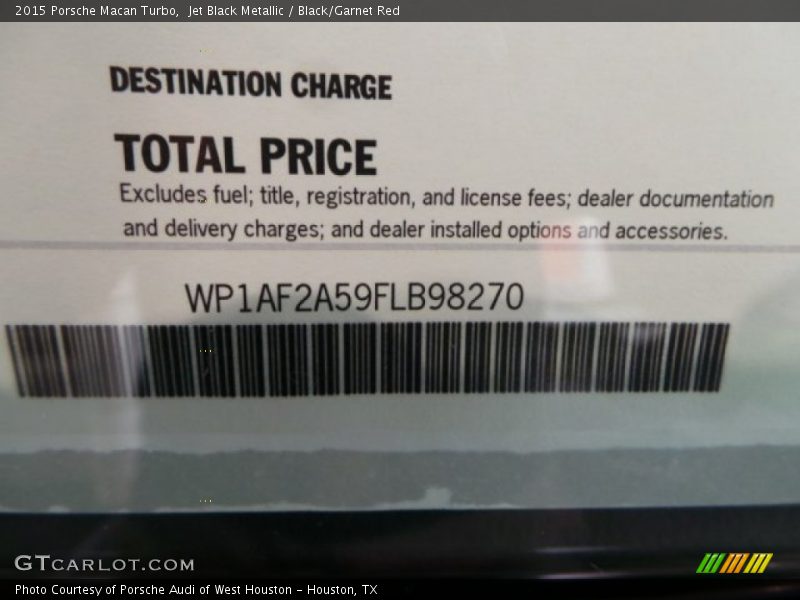 2015 Porsche Macan Turbo,  Jet Black Metallic / Black/Garnet Red
DESTINATION CHARGE
TOTAL PRICE
Excludes fuel; title, registration, and license fees; dealer documentation
and delivery charges; and dealer installed options and accessories.
WP1AF2A59FLB98270
GTCARLOT.COM
Photo Courtesy of Porsche Audi of West Houston - Houston, TX